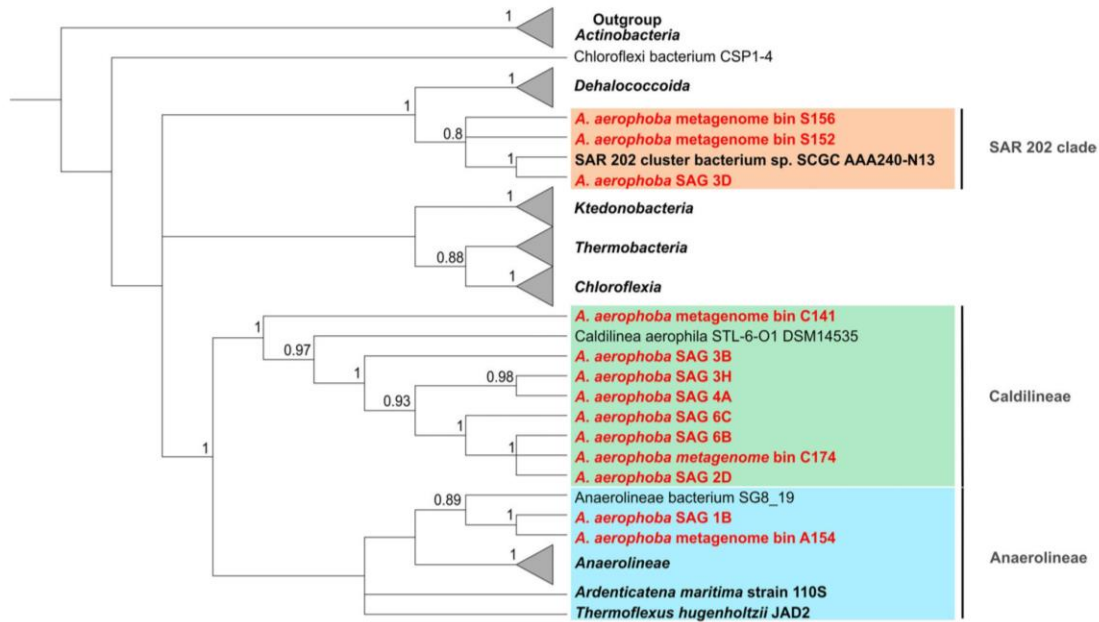 1
Outgroup
Actinobacteria
Chloroflexi bacterium CSP1-4
1
Dehalococcoida
1
A. aerophoba metagenome bin S156
0.8
A. aerophoba metagenome bin S152
SAR 202 clade
1
SAR 202 cluster bacterium sp. SCGC AAA240-N13
A. aerophoba SAG 3D
1
Ktedonobacteria
Thermobacteria
0.88
1
Chloroflexia
A. aerophoba metagenome bin C141
1
Caldilinea aerophila STL-6-O1 DSM14535
0.97
A. aerophoba SAG 3B
1
A. aerophoba SAG 3H
0.98
A. aerophoba SAG 4A
Caldilineae
0.93
A. aerophoba SAG 6C
1
A. aerophoba SAG 6B
1
A. aerophoba metagenome bin C174
1
A. aerophoba SAG 2D
Anaerolineae bacterium SG8_19
0.89
A. aerophoba SAG 1B
1
A. aerophoba metagenome bin A154
1
Anaerolineae
Anaerolineae
Ardenticatena maritima strain 110S
Thermoflexus hugenholtzii JAD2